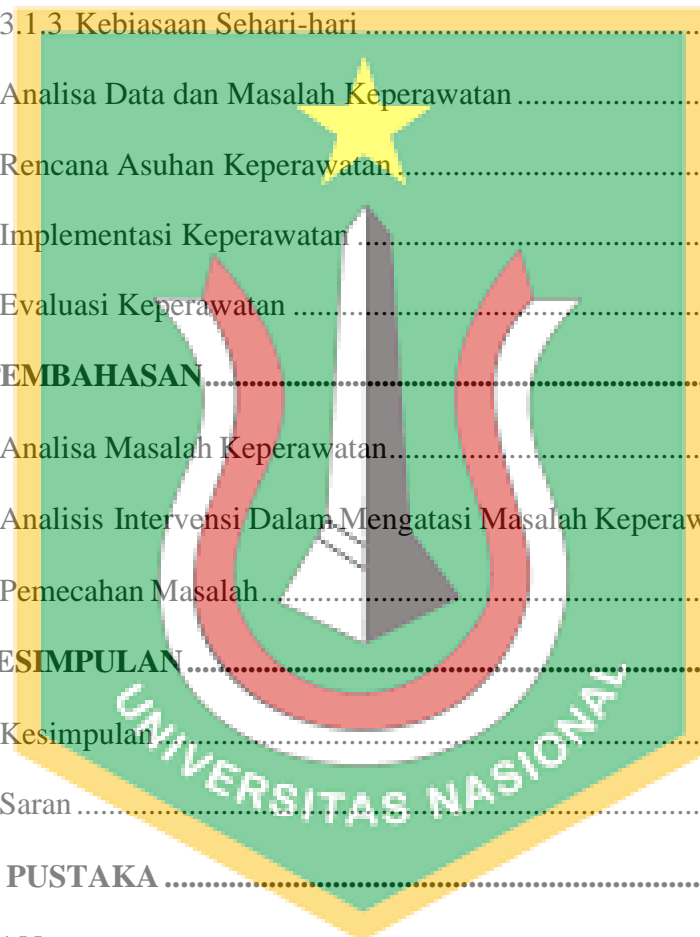 3.1.3 Kebiasaan Sehari-hari ........................................
Analisa Data dan Masalah Keperawatan ........................
Rencana Asuhan Keperawatan ........................................
Implementasi Keperawatan ............................................
Evaluasi Keperawatan ....................................................
EMBAHASAN ................................................................
Analisa Masalah Keperawatan ........................................
Analisis Intervensi Dalam Mengatasi Masalah Keperaw
Pemecahan Masalah ........................................................
ESIMPULAN ..................................................................
Kesimpulan ....................................................................
Saran ..............................................................................
PUSTAKA ......................................................................
UNIVERSITAS NASIONAL